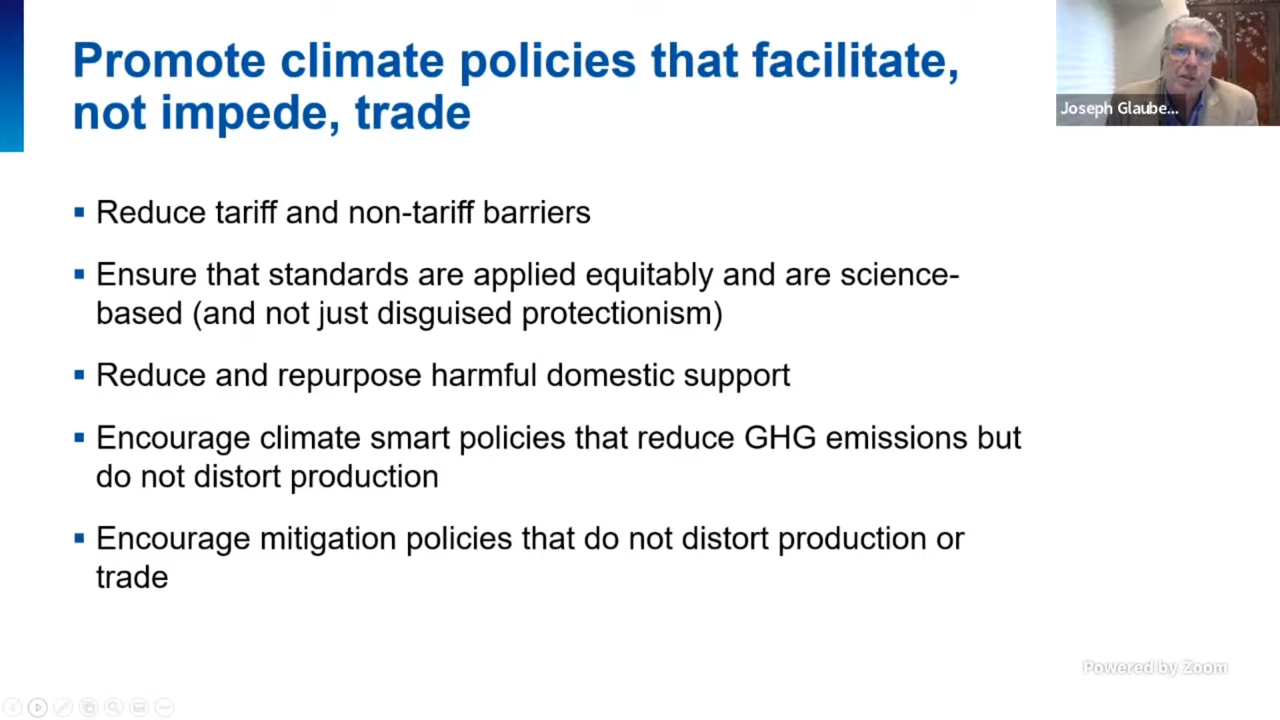 Promote climate policies that facilitate,
not impede, trade
Joseph Glaube...
▪ Reduce tariff and non-tariff barriers
▪ Ensure that standards are applied equitably and are science-
based (and not just disguised protectionism)
▪ Reduce and repurpose harmful domestic support
▪ Encourage climate smart policies that reduce GHG emissions but
do not distort production
▪ Encourage mitigation policies that do not distort production or
trade
Powered by Zoom